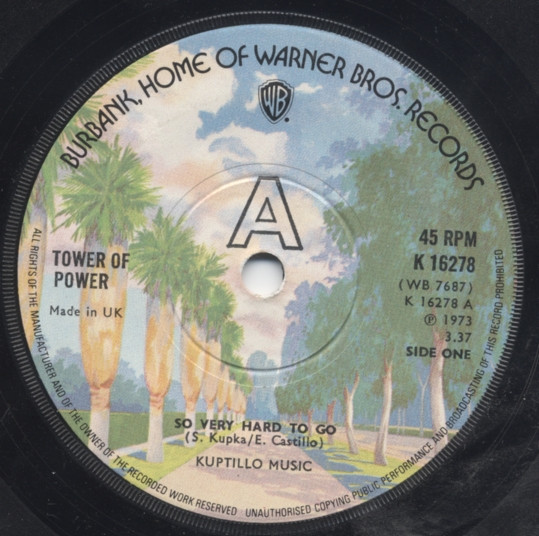 BURBANK, HOME OF WARNER BROS. RECORDS
WB
A
TOWER OF
POWER
Made in UK
45 RPM
K 16278
(WB 7687)
K 16278 A
℗ 1973
3.37
SIDE ONE
SO VERY HARD TO GO
(S. Kupka/E. Castillo)
KUPTILLO MUSIC
ALL RIGHTS OF THE MANUFACTURER AND OF THE OWNER OF THE RECORDED WORK RESERVED UNAUTHORISED COPYING PUBLIC PERFORMANCE AND BROADCASTING OF THIS RECORD PROHIBITED